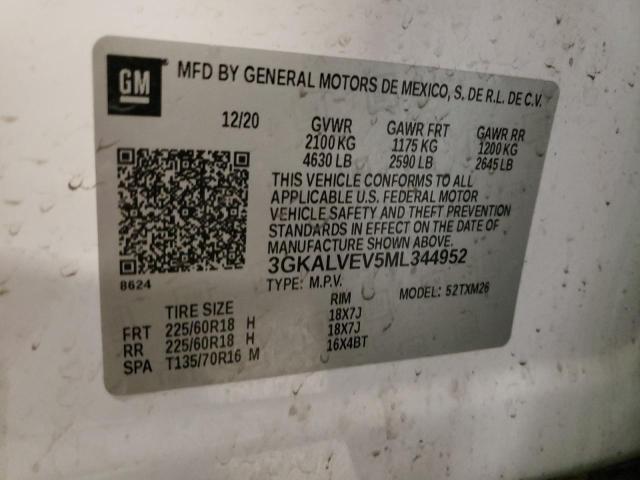 GM
MFD BY GENERAL MOTORS DE MEXICO, S. DE R.L. DE C.V.
12/20 GVWR GAWR FRT GAWR RR
2100 KG 1175 KG 1200 KG
4630 LB 2590 LB 2645 LB
THIS VEHICLE CONFORMS TO ALL
APPLICABLE U.S. FEDERAL MOTOR
VEHICLE SAFETY AND THEFT PREVENTION
STANDARDS IN EFFECT ON THE DATE OF
MANUFACTURE SHOWN ABOVE.
3GKALVEV5ML344952
8624
TYPE: M.P.V. MODEL: 52TXM26
TIRE SIZE RIM
FRT 225/60R18 H 18X7J
RR 225/60R18 H 18X7J
SPA T135/70R16 M 16X4BT